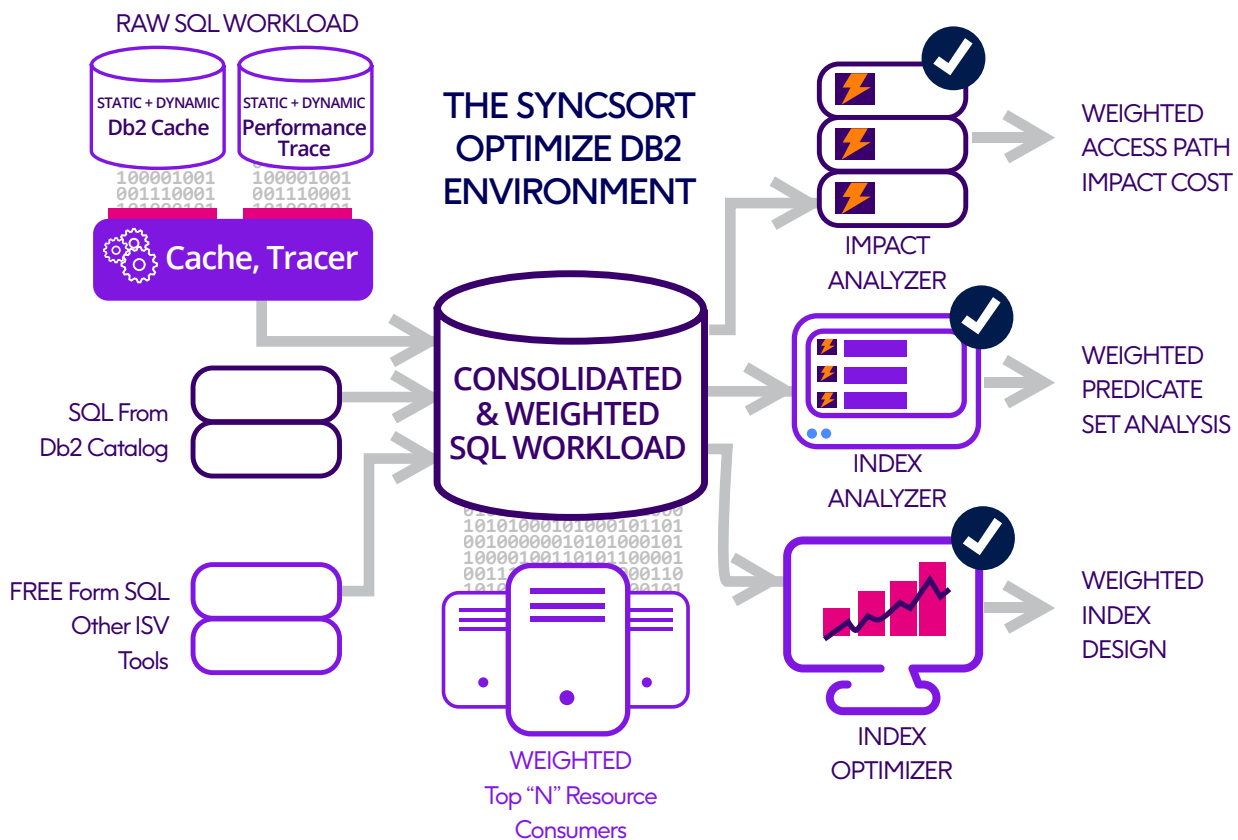 RAW SQL WORKLOAD
STATIC + DYNAMIC
Db2 Cache
STATIC + DYNAMIC
Performance
Trace
100001001
001110001
100001001
001110001
Cache, Tracer
SQL From
Db2 Catalog
FREE Form SQL
Other ISV
Tools
THE SYNCSORT
OPTIMIZE DB2
ENVIRONMENT
CONSOLIDATED
& WEIGHTED
SQL WORKLOAD
10101000101000101101
00100000010101000101
10000100110101100001
WEIGHTED
Top “N” Resource
Consumers
IMPACT
ANALYZER
WEIGHTED
ACCESS PATH
IMPACT COST
INDEX
ANALYZER
WEIGHTED
PREDICATE
SET ANALYSIS
INDEX
OPTIMIZER
WEIGHTED
INDEX
DESIGN